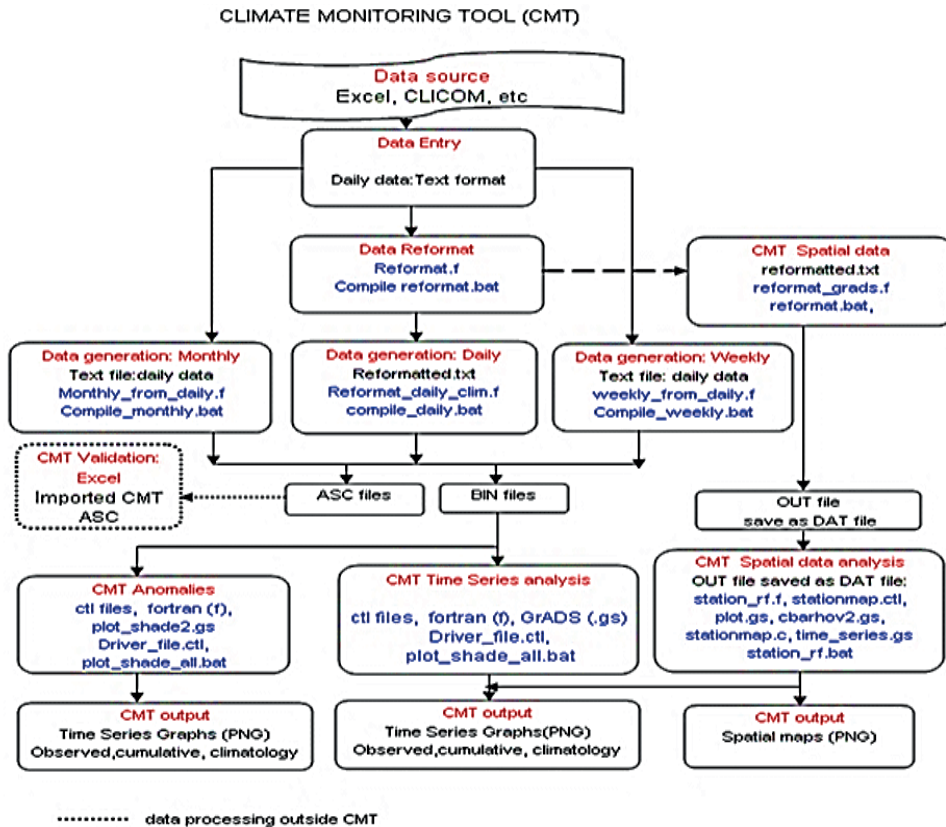 CLIMATE MONITORING TOOL (CMT)
Data source
Excel, CLICOM, etc
Data Entry
Daily data:Text format
Data Reformat
Reformat.f
Compile reformat.bat
CMT Spatial data
reformatted.txt
reformat_grads.f
reformat.bat,
Data generation: Monthly
Text file:daily data
Monthly_from_daily.f
Compile_monthly.bat
Data generation: Daily
Reformatted.txt
Reformat_daily_clim.f
compile_daily.bat
Data generation: Weekly
Text file: daily data
weekly_from_daily.f
Compile_weekly.bat
CMT Validation:
Excel
Imported CMT
ASC
ASC files
BIN files
OUT file
save as DAT file
CMT Anomalies
ctl files, fortran (f),
plot_shade2.gs
Driver_file.ctl,
plot_shade_all.bat
CMT Time Series analysis
ctl files, fortran (f), GrADS (.gs)
Driver_file.ctl,
plot_shade_all.bat
CMT Spatial data analysis
OUT file saved as DAT file:
station_rf.f, stationmap.ctl,
plot.gs, cbarhov2.gs,
stationmap.c, time_series.gs
station_rf.bat
CMT output
Time Series Graphs (PNG)
Observed,cumulative, climatology
CMT output
Time Series Graphs(PNG)
Observed,cumulative, climatology
CMT output
Spatial maps (PNG)
data processing outside CMT